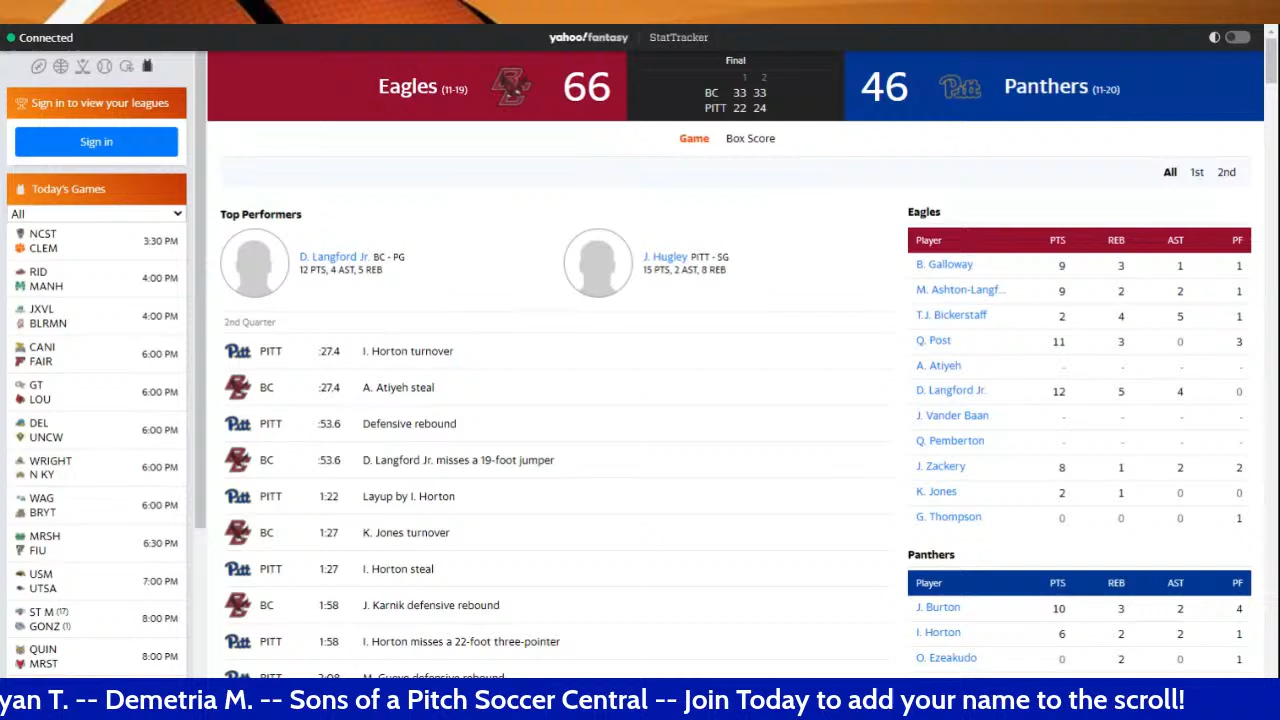 Connected
yahoo!fantasy StatTracker
Sign in to view your leagues
Sign in
Today's Games
All
NCST
CLEM 3:30 PM
RID
MANH 4:00 PM
JXVL
BLRMN 4:00 PM
CANI
FAIR 6:00 PM
GT
LOU 6:00 PM
DEL
UNCW 6:00 PM
WRIGHT
N KY 6:00 PM
WAG
BRYT 6:00 PM
MRSH
FIU 6:30 PM
USM
UTSA 7:00 PM
ST M (17)
GONZ (1) 8:00 PM
QUIN
MRST 8:00 PM
Eagles (11-19) 66
Final
1 2
BC 33 33
PITT 22 24
46 Pitt Panthers (11-20)
Game Box Score
All 1st 2nd
Top Performers
D. Langford Jr. BC - PG
12 PTS, 4 AST, 5 REB
J. Hugley PITT - SG
15 PTS, 2 AST, 8 REB
2nd Quarter
Pitt PITT :27.4 I. Horton turnover
BC :27.4 A. Atiyeh steal
Pitt PITT :53.6 Defensive rebound
BC :53.6 D. Langford Jr. misses a 19-foot jumper
Pitt PITT 1:22 Layup by I. Horton
BC 1:27 K. Jones turnover
Pitt PITT 1:27 I. Horton steal
BC 1:58 J. Karnik defensive rebound
Pitt PITT 1:58 I. Horton misses a 22-foot three-pointer
Pitt PITT 2:08 M. Gueye defensive rebound
Eagles
Player PTS REB AST PF
B. Galloway 9 3 1 1
M. Ashton-Langf... 9 2 2 1
T.J. Bickerstaff 2 4 5 1
Q. Post 11 3 0 3
A. Atiyeh - - - -
D. Langford Jr. 12 5 4 0
J. Vander Baan - - - -
Q. Pemberton - - - -
J. Zackery 8 1 2 2
K. Jones 2 1 0 0
G. Thompson 0 0 0 1
Panthers
Player PTS REB AST PF
J. Burton 10 3 2 4
I. Horton 6 2 2 1
O. Ezeakudo 0 2 0 1
yan T. -- Demetria M. -- Sons of a Pitch Soccer Central -- Join Today to add your name to the scroll!